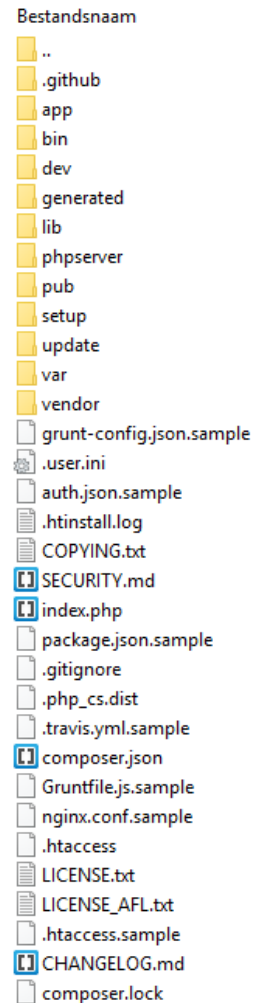 Bestandsnaam
..
.github
app
bin
dev
generated
lib
phpserver
pub
setup
update
var
vendor
grunt-config.json.sample
.user.ini
auth.json.sample
.htinstall.log
COPYING.txt
SECURITY.md
index.php
package.json.sample
.gitignore
.php_cs.dist
.travis.yml.sample
composer.json
Gruntfile.js.sample
nginx.conf.sample
.htaccess
LICENSE.txt
LICENSE_AFL.txt
.htaccess.sample
CHANGELOG.md
composer.lock